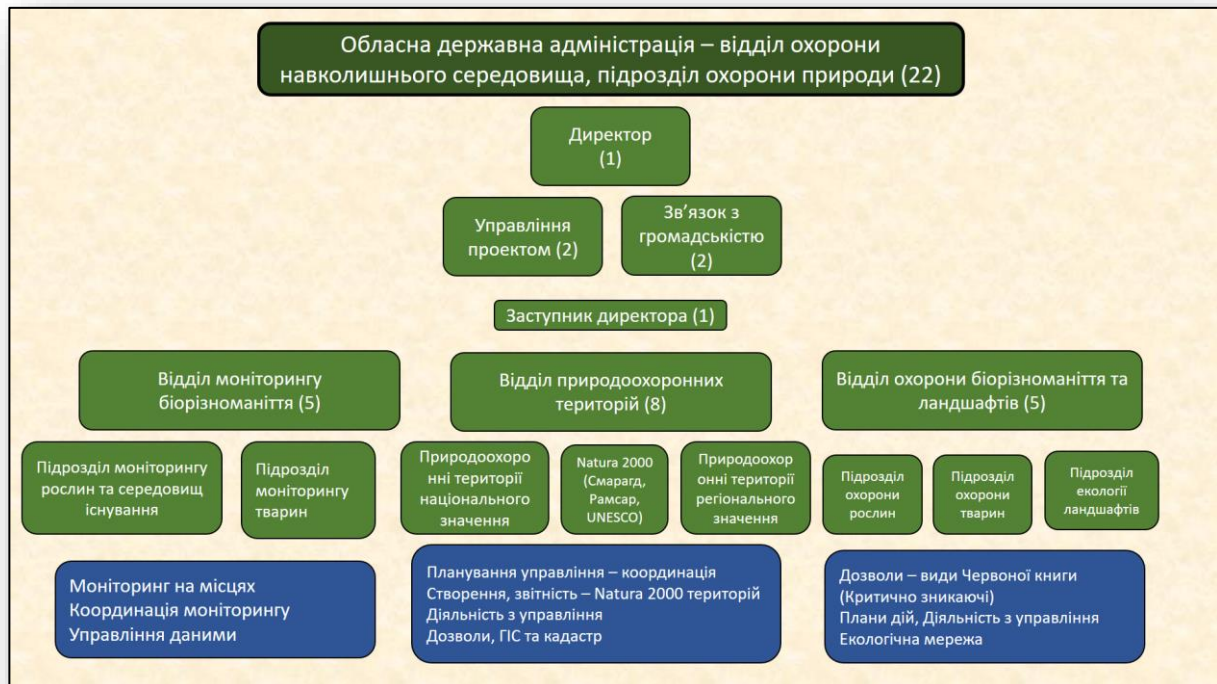 Обласна державна адміністрація – відділ охорони
навколишнього середовища, підрозділ охорони природи (22)
Директор
(1)
Управління
проектом (2)
Зв’язок з
громадськістю
(2)
Заступник директора (1)
Відділ моніторингу
біорізноманіття (5)
Відділ природоохоронних
територій (8)
Відділ охорони біорізноманіття та
ландшафтів (5)
Підрозділ моніторингу
рослин та середовищ
існування
Підрозділ
моніторингу
тварин
Природоохоро
нні території
національного
значення
Natura 2000
(Смарагд,
Рамсар,
UNESCO)
Природоохор
онні території
регіонального
значення
Підрозділ
охорони
рослин
Підрозділ
охорони
тварин
Підрозділ
екології
ландшафтів
Моніторинг на місцях
Координація моніторингу
Управління даними
Планування управління – координація
Створення, звітність – Natura 2000 територій
Діяльність з управління
Дозволи, ГІС та кадастр
Дозволи – види Червоної книги
(Критично зникаючі)
Плани дій, Діяльність з управління
Екологічна мережа